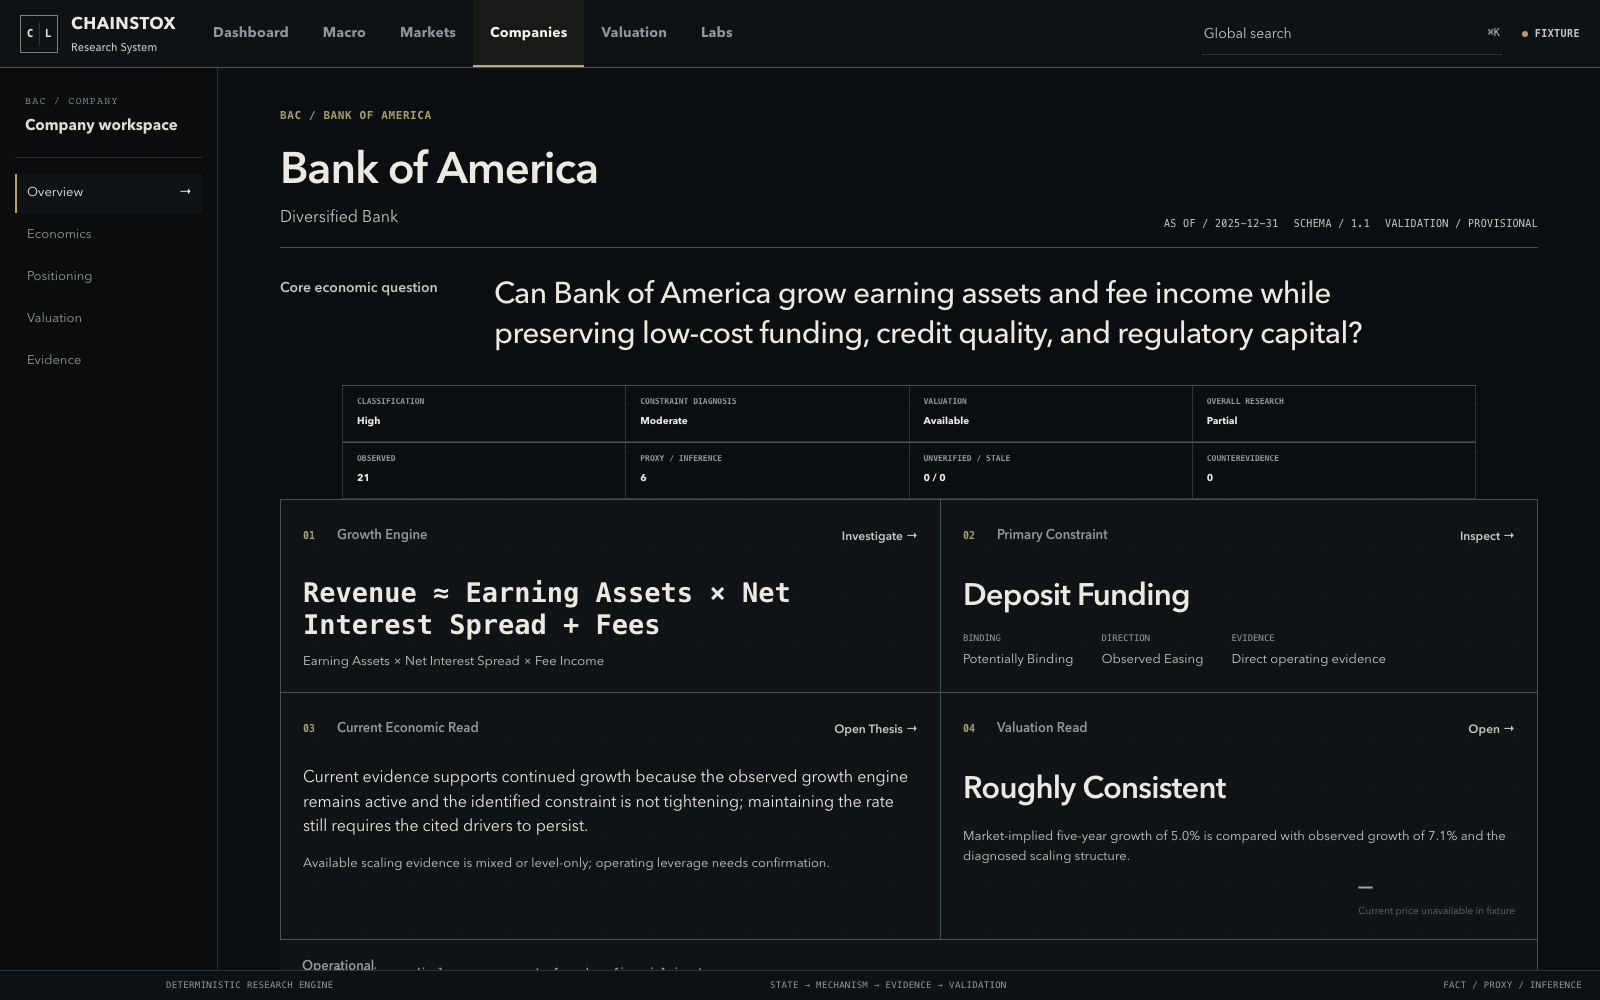 C L
CHAINSTOX
Research System
Dashboard
Macro
Markets
Companies
Valuation
Labs
Global search
⌘K
FIXTURE
BAC / COMPANY
Company workspace
Overview →
Economics
Positioning
Valuation
Evidence
BAC / BANK OF AMERICA
Bank of America
Diversified Bank
AS OF / 2025-12-31 SCHEMA / 1.1 VALIDATION / PROVISIONAL
Core economic question
Can Bank of America grow earning assets and fee income while
preserving low-cost funding, credit quality, and regulatory capital?
CLASSIFICATION
High
CONSTRAINT DIAGNOSIS
Moderate
VALUATION
Available
OVERALL RESEARCH
Partial
OBSERVED
21
PROXY / INFERENCE
6
UNVERIFIED / STALE
0 / 0
COUNTEREVIDENCE
0
01 Growth Engine
Investigate →
Revenue ≈ Earning Assets × Net
Interest Spread + Fees
Earning Assets × Net Interest Spread × Fee Income
02 Primary Constraint
Inspect →
Deposit Funding
BINDING
Potentially Binding
DIRECTION
Observed Easing
EVIDENCE
Direct operating evidence
03 Current Economic Read
Open Thesis →
Current evidence supports continued growth because the observed growth engine
remains active and the identified constraint is not tightening; maintaining the rate
still requires the cited drivers to persist.
Available scaling evidence is mixed or level-only; operating leverage needs confirmation.
04 Valuation Read
Open →
Roughly Consistent
Market-implied five-year growth of 5.0% is compared with observed growth of 7.1% and the
diagnosed scaling structure.
—
Current price unavailable in fixture
Operational
DETERMINISTIC RESEARCH ENGINE
STATE → MECHANISM → EVIDENCE → VALIDATION
FACT / PROXY / INFERENCE